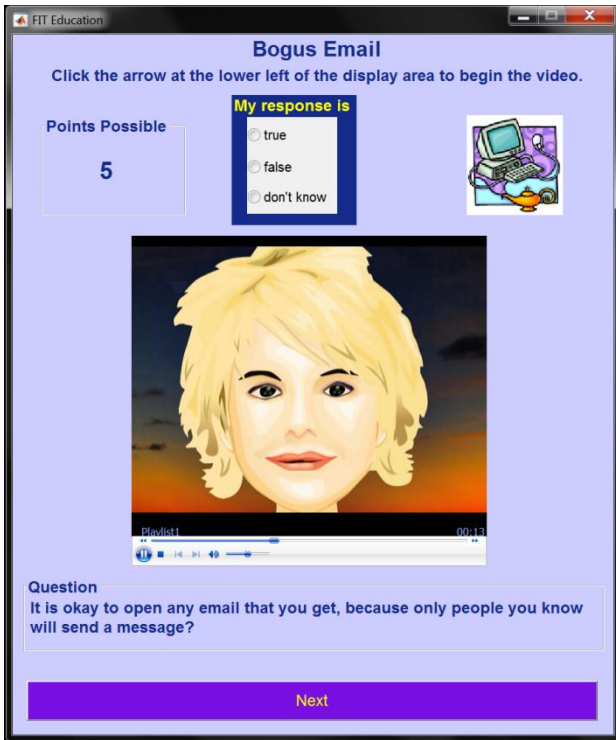 FIT Education
Bogus Email
Click the arrow at the lower left of the display area to begin the video.
Points Possible
5
My response is
true
false
don't know
Playlist1
00:13
Question
It is okay to open any email that you get, because only people you know
will send a message?
Next